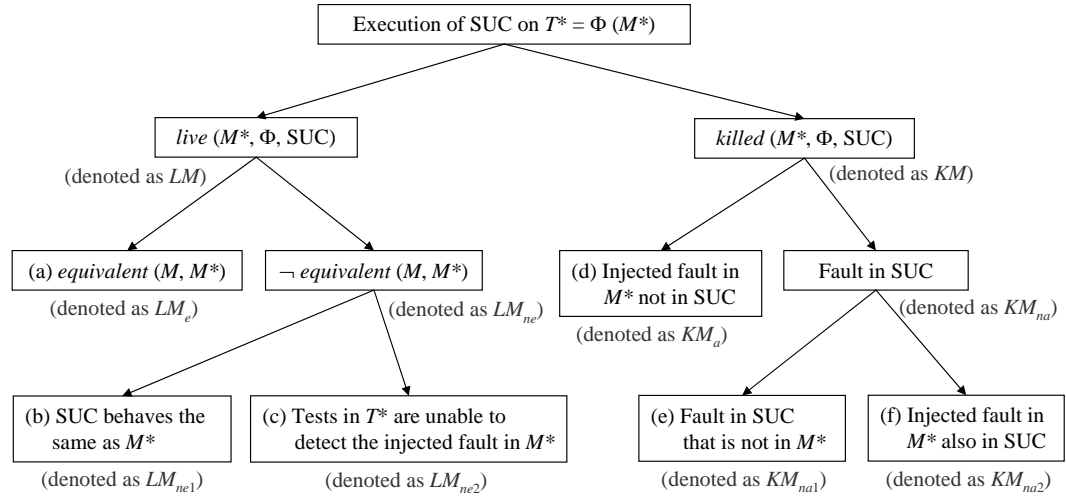 Execution of SUC on T* = Φ (M*)
live (M*, Φ, SUC)
killed (M*, Φ, SUC)
(denoted as LM)
(denoted as KM)
(a) equivalent (M, M*)
¬ equivalent (M, M*)
(d) Injected fault in
M* not in SUC
Fault in SUC
(denoted as LMe)
(denoted as LMne)
(denoted as KMa)
(denoted as KMna)
(b) SUC behaves the
same as M*
(c) Tests in T* are unable to
detect the injected fault in M*
(e) Fault in SUC
that is not in M*
(f) Injected fault in
M* also in SUC
(denoted as LMne1)
(denoted as LMne2)
(denoted as KMna1)
(denoted as KMna2)